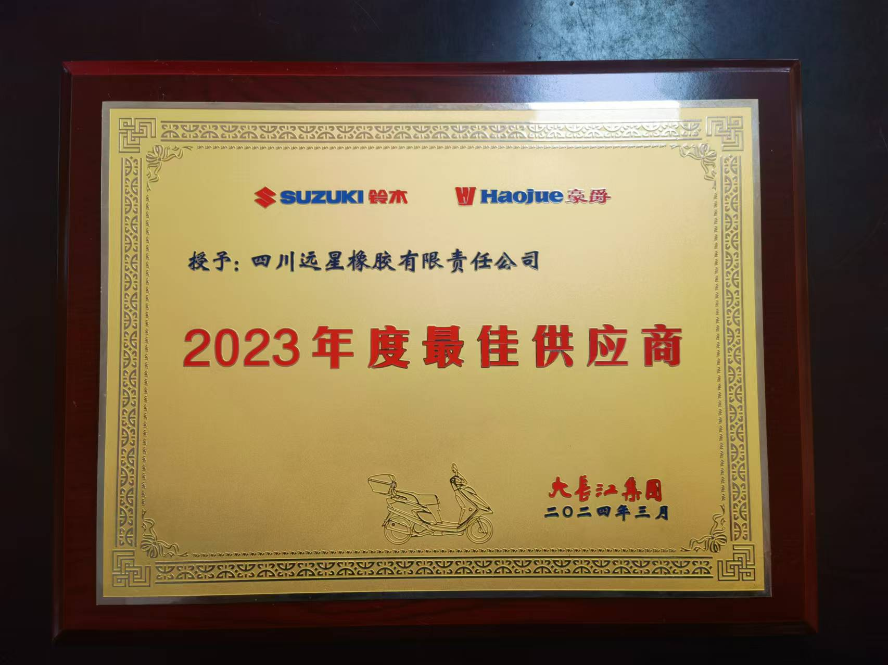 SUZUKI 鈴木 Haojue 豪爵
授予：四川远星橡胶有限责任公司
2023年度最佳供应商
大长江集团
二〇二四年三月